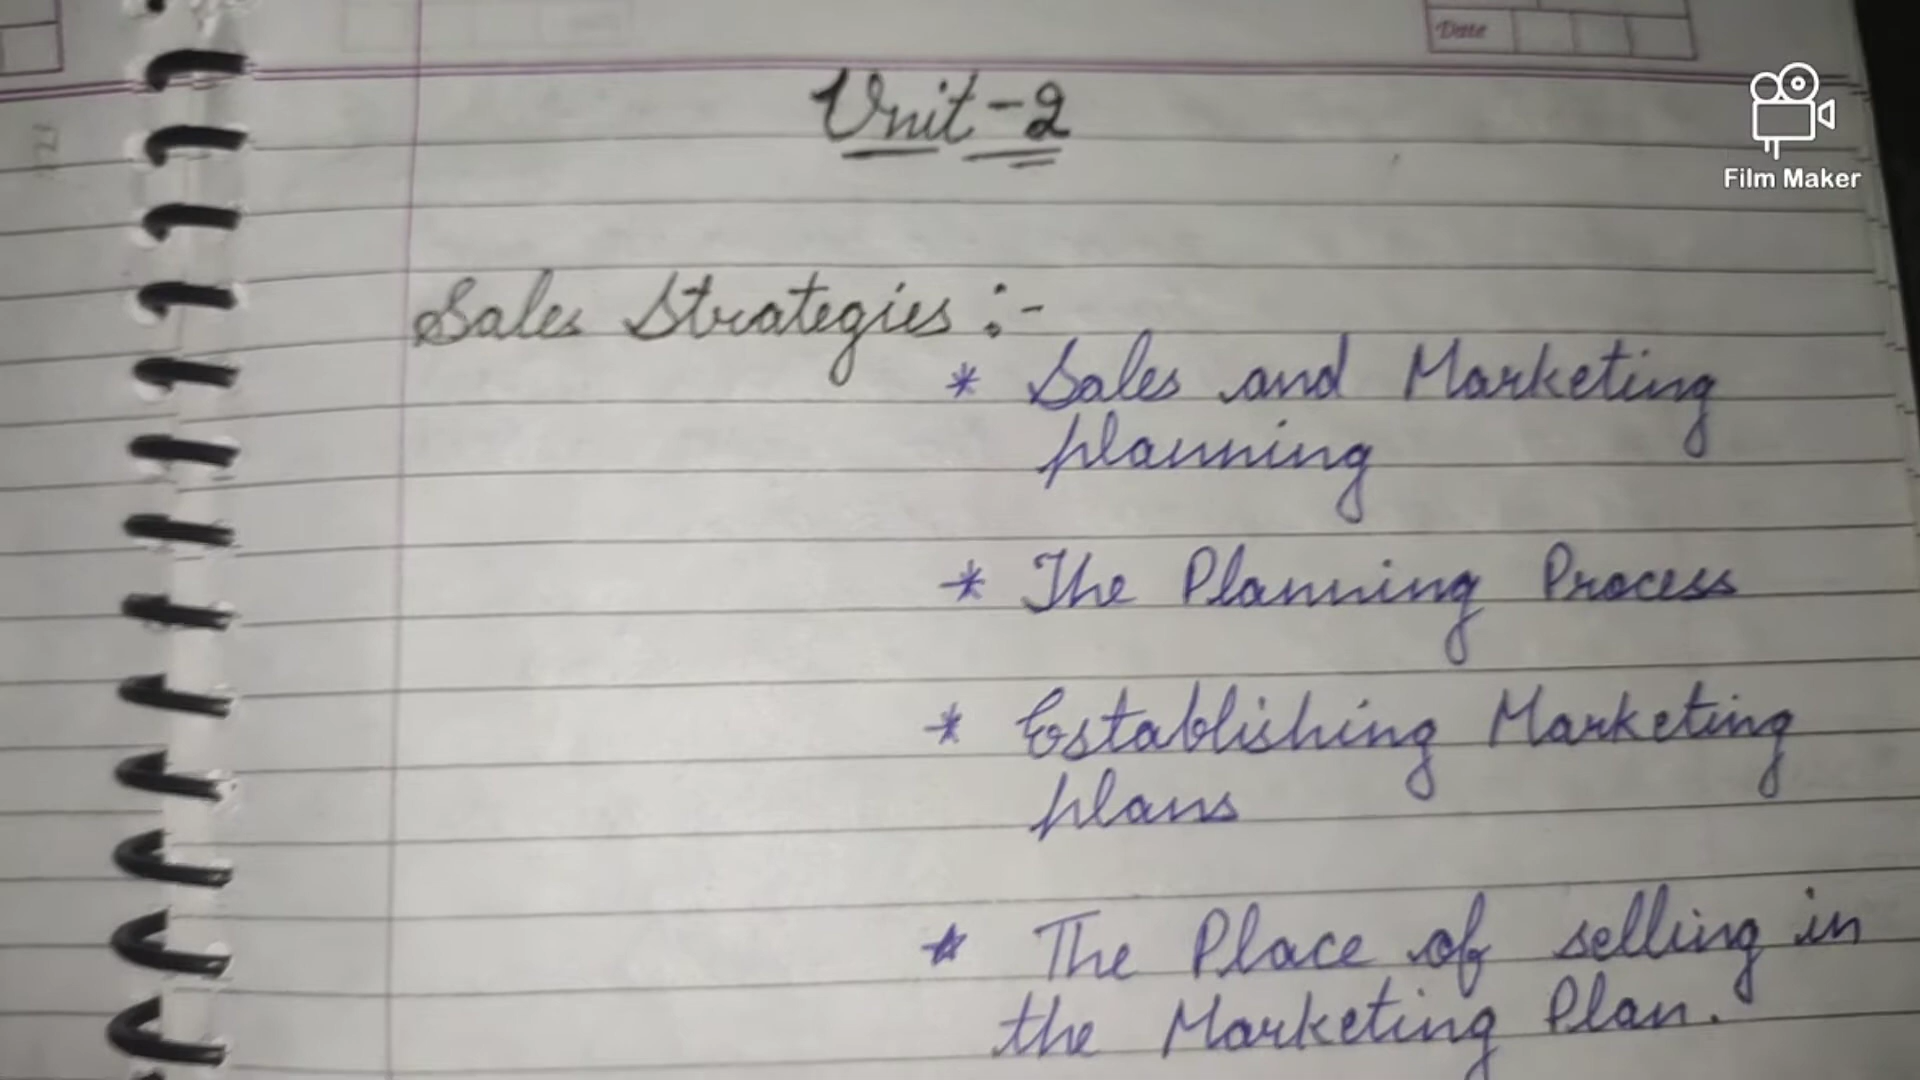 Date
Unit-2
Film Maker
Sales Strategies :-
* Sales and Marketing
planning
* The Planning Process
* Establishing Marketing
plans
* The Place of selling in
the Marketing Plan.